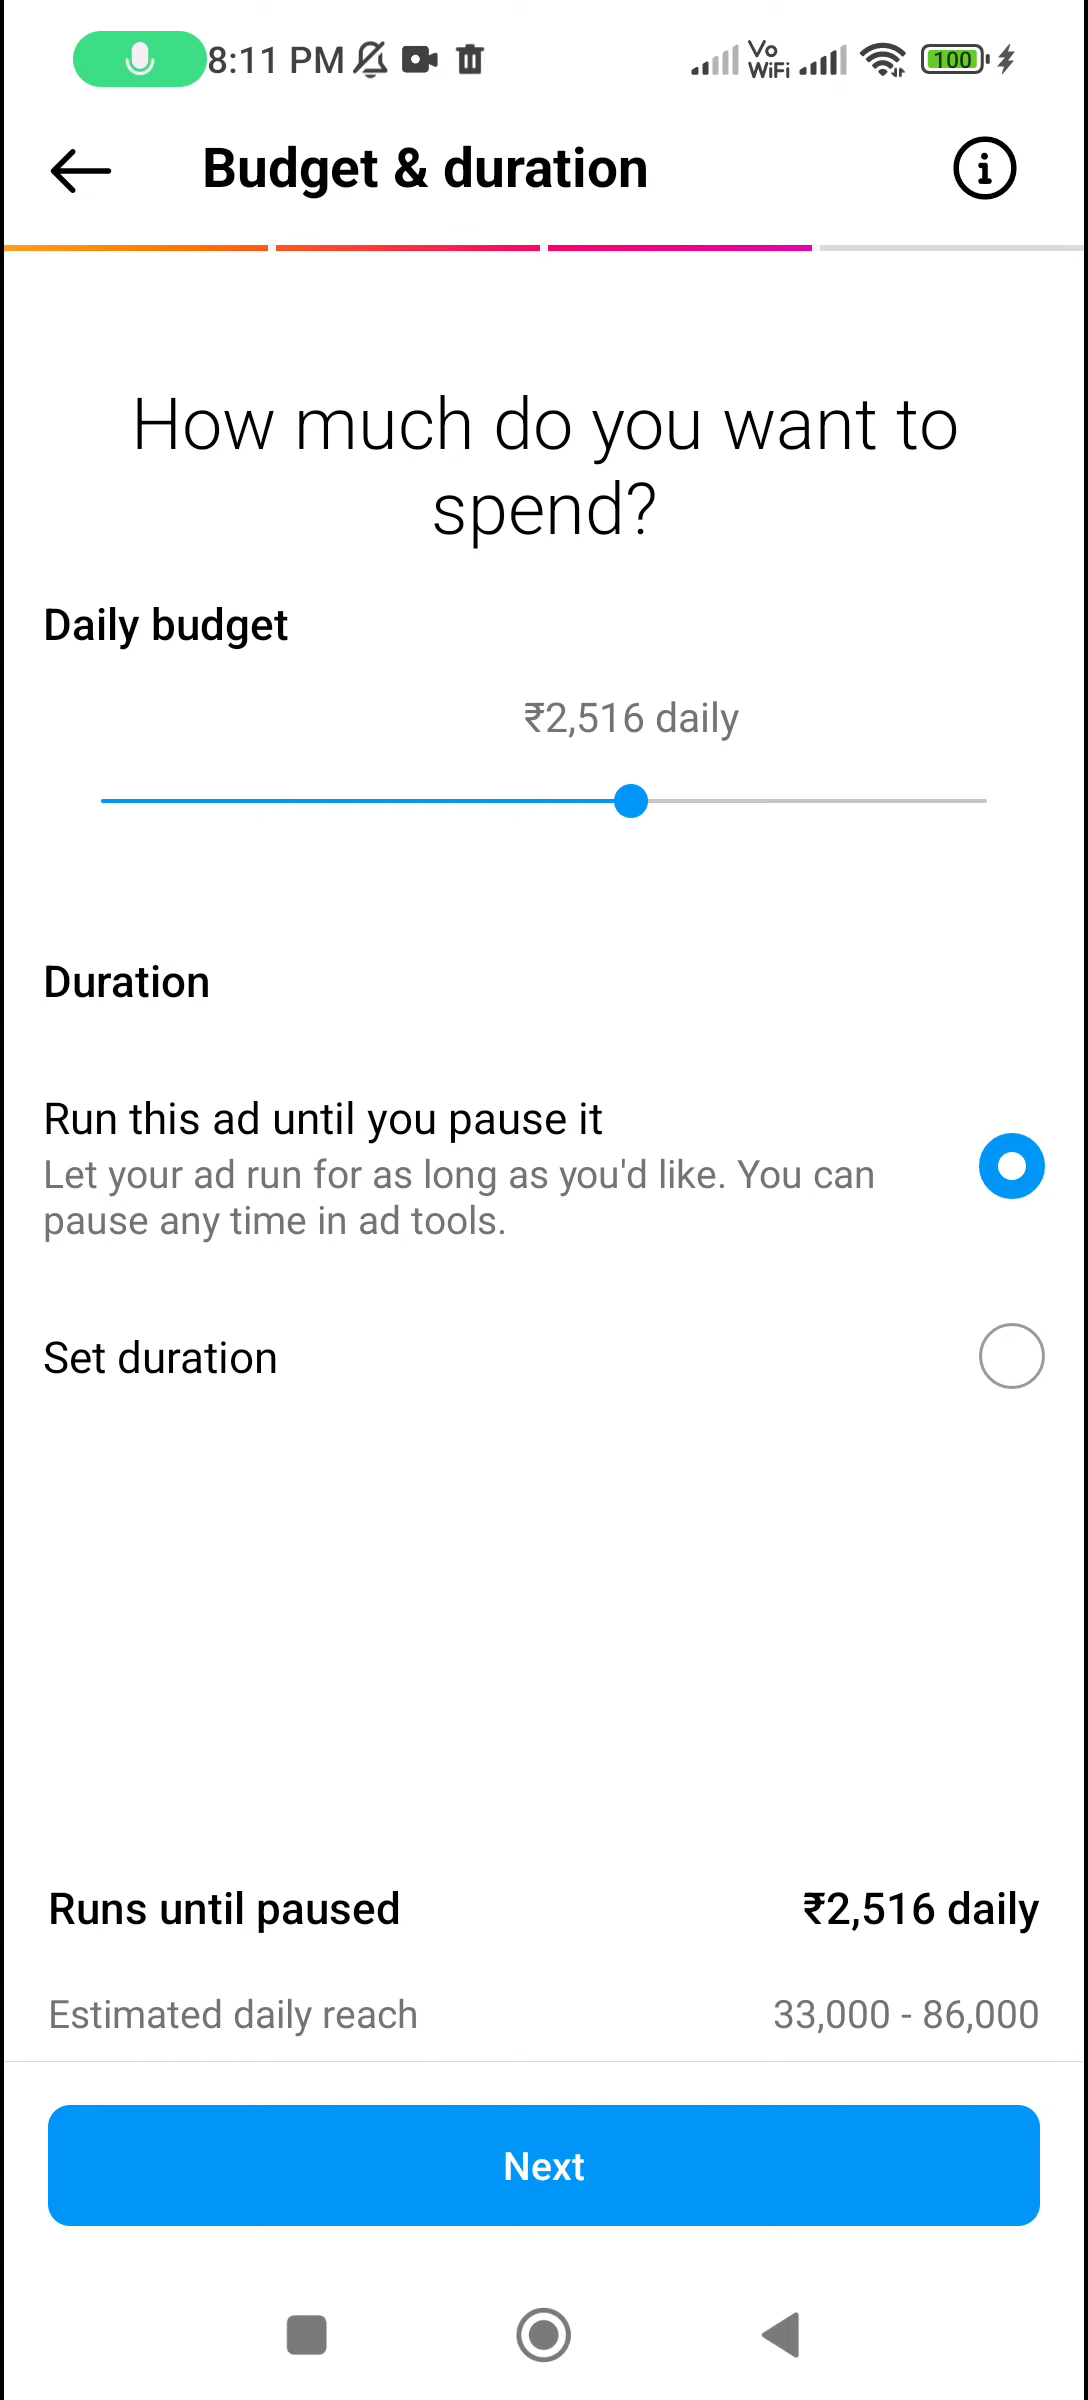 8:11 PM
Vo
WiFi
100
Budget & duration
How much do you want to
spend?
Daily budget
₹2,516 daily
Duration
Run this ad until you pause it
Let your ad run for as long as you'd like. You can
pause any time in ad tools.
Set duration
Runs until paused ₹2,516 daily
Estimated daily reach 33,000 - 86,000
Next